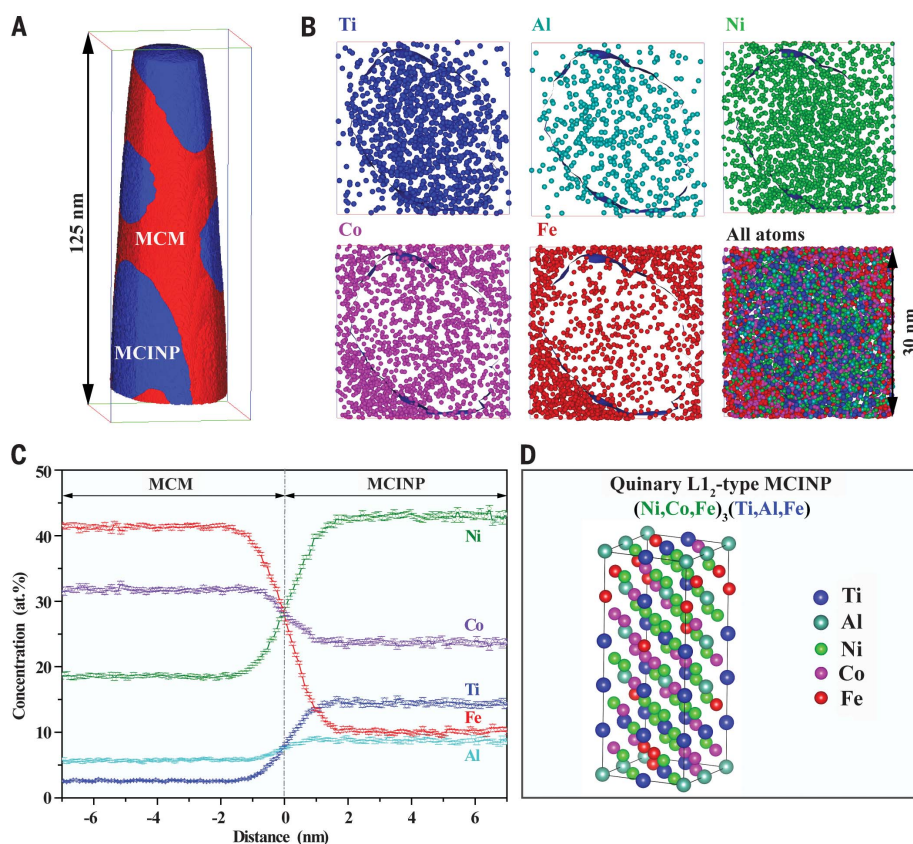 A
125 nm
MCM
MCINP
B
Ti
Al
Ni
Co
Fe
All atoms
30 nm
C
MCM
MCINP
50
40
30
20
10
0
Concentration (at.%)
Ni
Co
Ti
Fe
Al
-6
-4
-2
0
2
4
6
Distance (nm)
D
Quinary L1₂-type MCINP
(Ni,Co,Fe)₃(Ti,Al,Fe)
Ti
Al
Ni
Co
Fe